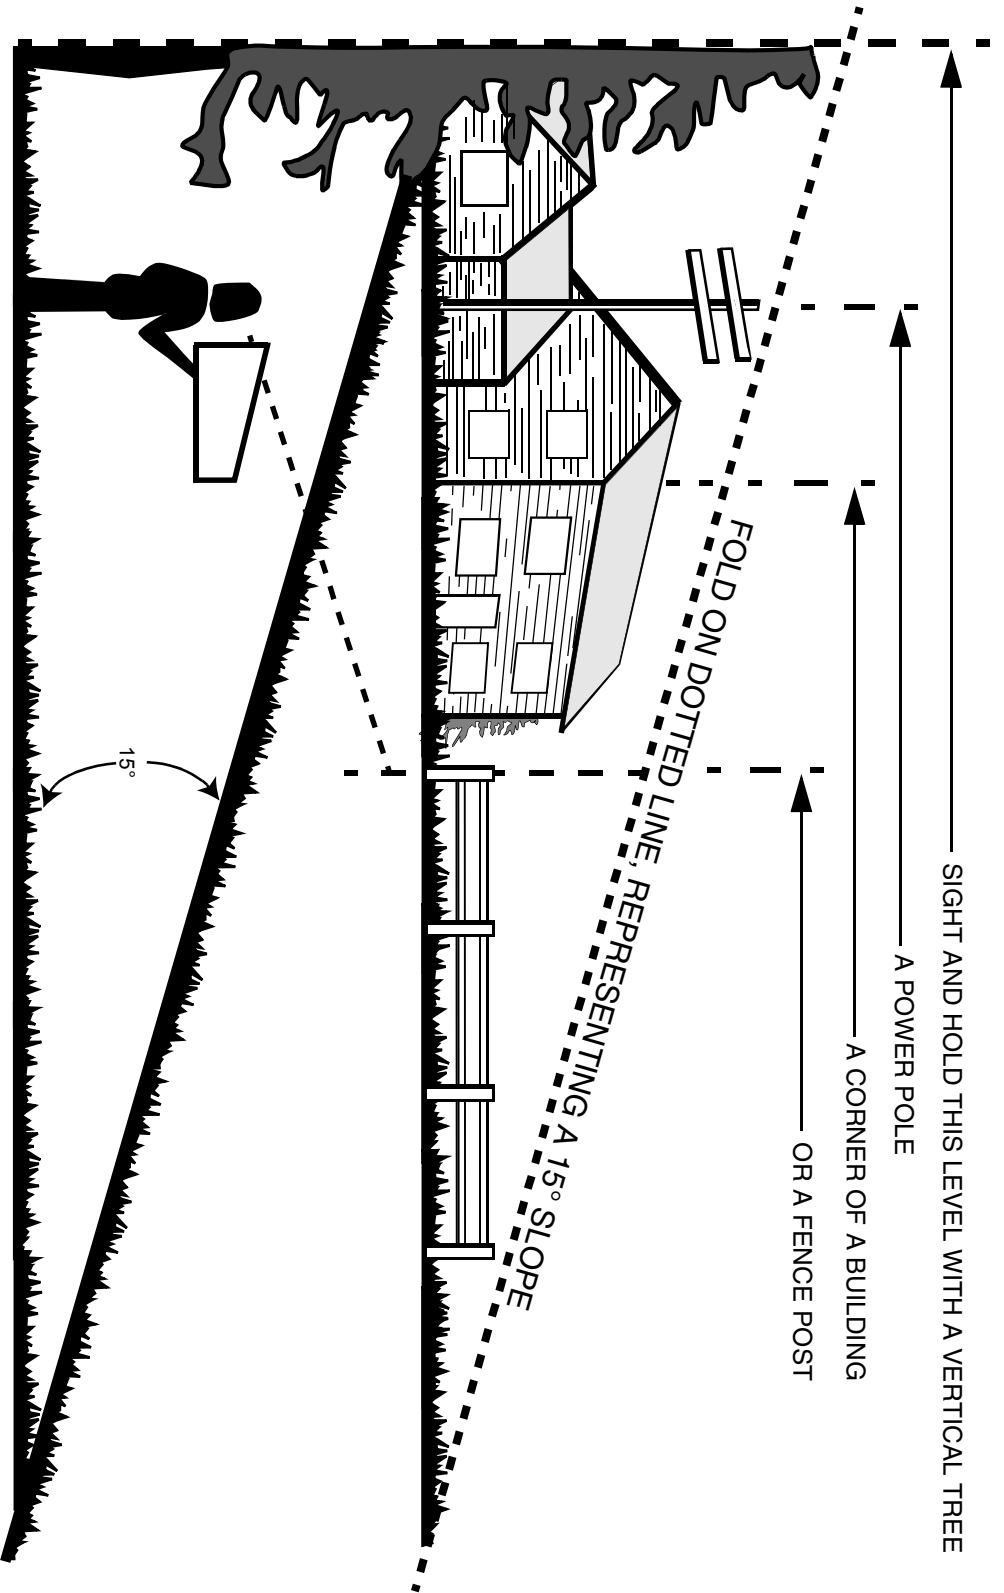 SIGHT AND HOLD THIS LEVEL WITH A VERTICAL TREE
A POWER POLE
A CORNER OF A BUILDING
OR A FENCE POST
FOLD ON DOTTED LINE, REPRESENTING A 15° SLOPE
15°